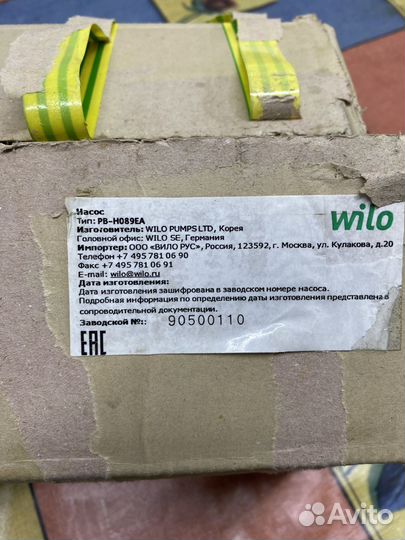 Насос
Тип: PB-H089EA
wilo
Изготовитель: WILO PUMPS LTD, Корея
Головной офис: WILO SE, Германия
Импортер: ООО «ВИЛО РУС», Россия, 123592, г. Москва, ул. Кулакова, д.20
Телефон +7 495 781 06 90
Факс +7 495 781 06 91
E-mail: wilo@wilo.ru
Дата изготовления:
Дата изготовления зашифрована в заводском номере насоса.
Подробная информация по определению даты изготовления представлена в
сопроводительной документации.
Заводской №:: 90500110
EAC
Avito